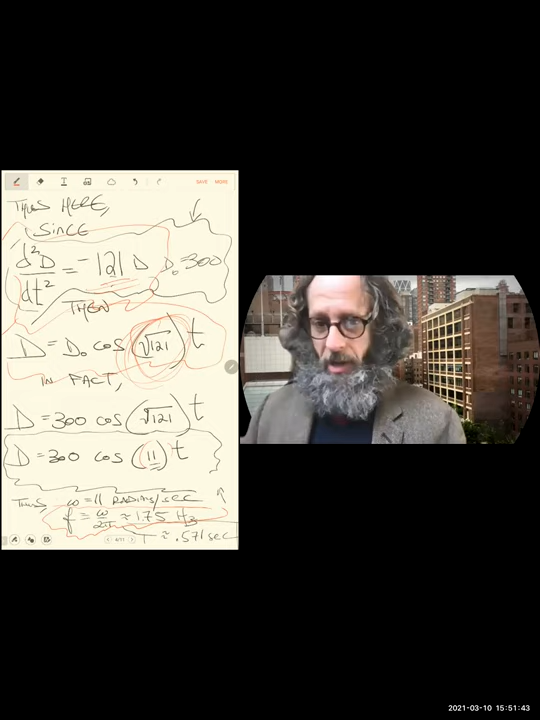 SAVE MORE
THUS HERE,
SINCE
d²D/dt² = -121 D D₀=300
THEN
D = D₀ cos (√121) t
IN FACT,
D = 300 cos (√121) t
D = 300 cos (11) t
THUS ω = 11 RADIANS/SEC
f = ω/2π ≈ 1.75 Hz
T ≈ .571 sec
6/11
2021-03-10 15:51:43